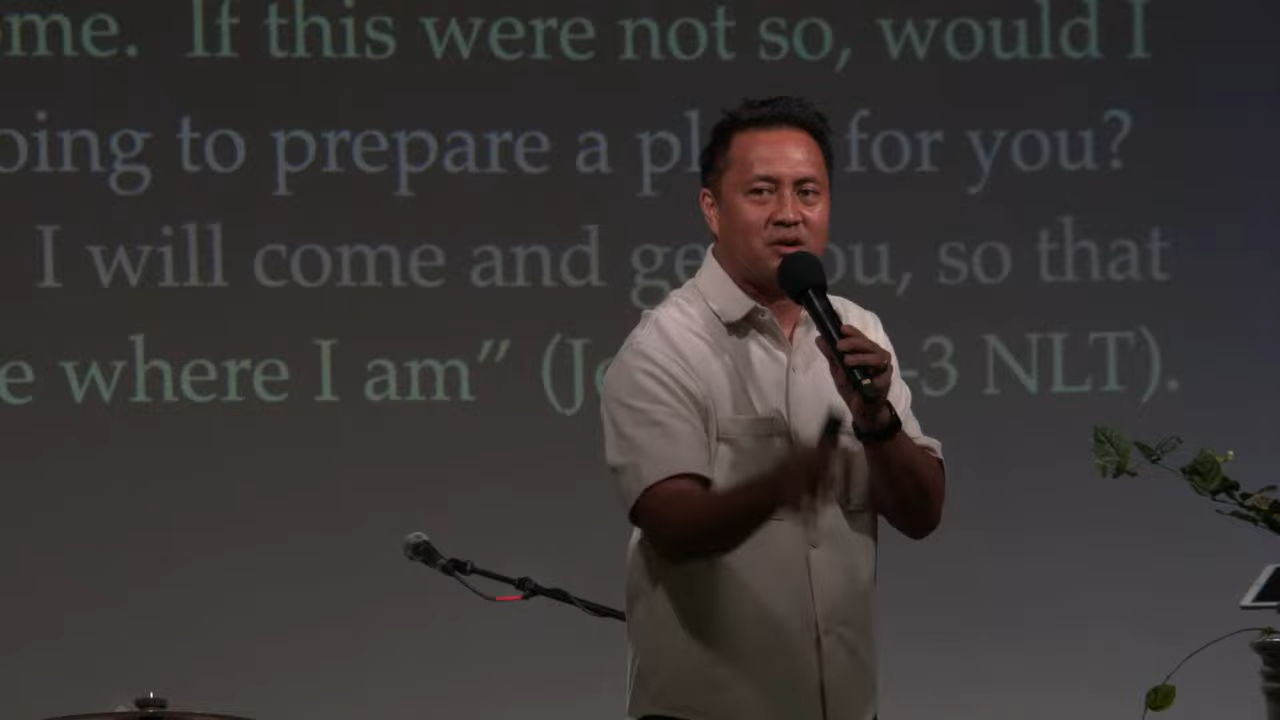 ome. If this were not so, would I
oing to prepare a pl for you?
I will come and ge ou, so that
e where I am” (Jo -3 NLT).